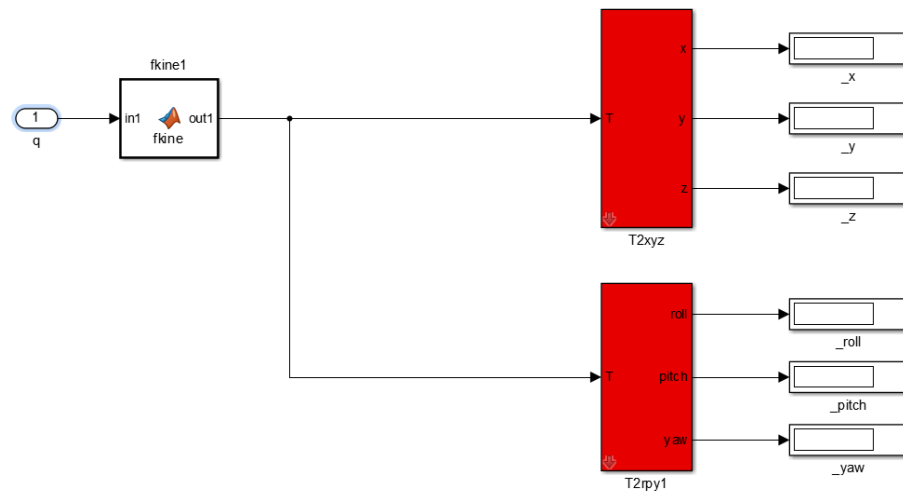 fkine1
1
q
in1
fkine
out1
T
x
y
z
T2xyz
_x
_y
_z
T
roll
pitch
yaw
T2rpy1
_roll
_pitch
_yaw